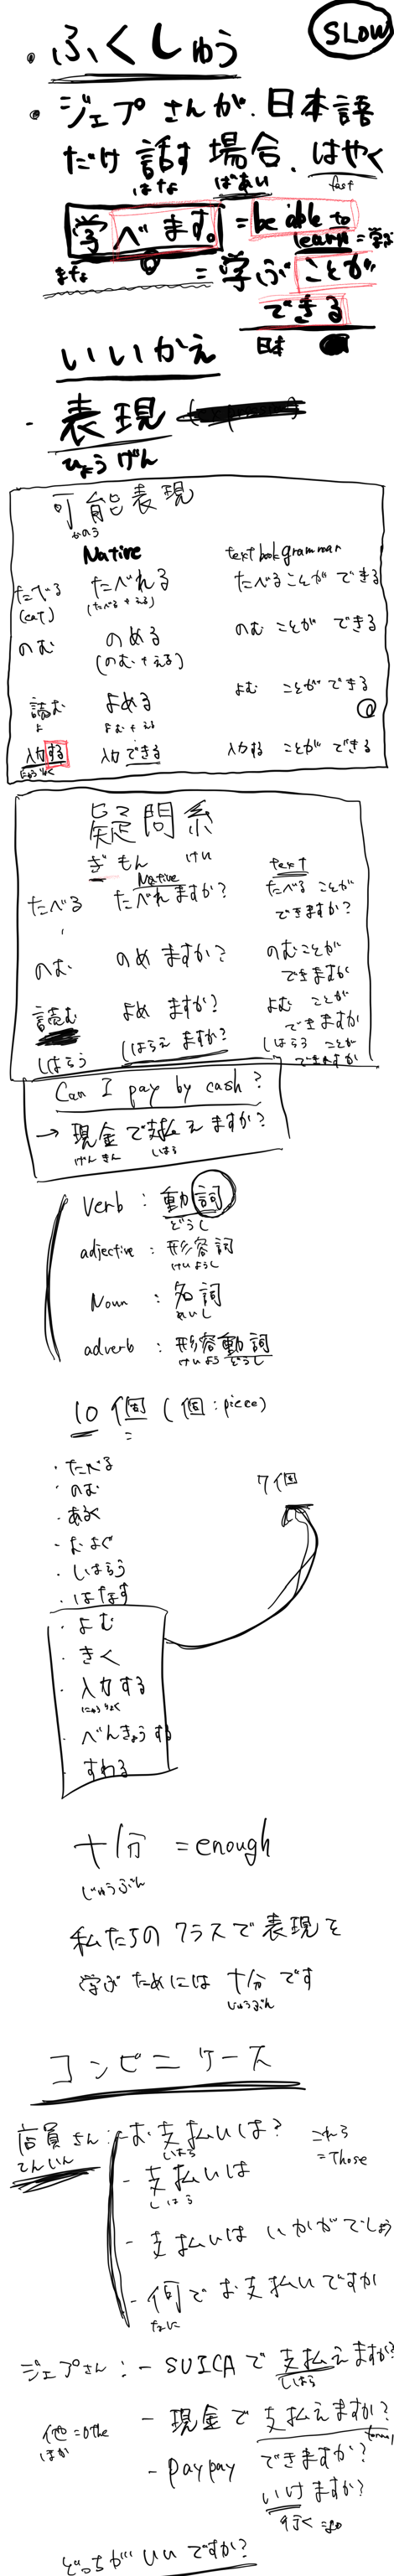 SLOW
・ふくしゅう
・ジェプさんが、日本語
だけ話す場合、はやく
はな ばあい fast
学べます。= be able to
learn = 学ぶ
まな
= 学ぶことが
できる
日本
いいかえ
- 表現
ひょうげん
可能表現
かのう
Native textbook grammar
たべる たべれる たべることができる
(eat) (たべる+える)
のむ のめる のむことができる
(のむ+える)
読む よめる よむことができる
よ よむ+える
入力する 入力できる 入力することができる
にゅうりょく
疑問系
ぎもんけい
Native text
たべる たべれますか? たべることが
できますか?
のむ のめますか? のむことが
できますか
読む よめますか? よむことが
できますか
しはらう しはらえますか? しはらうことが
できますか
Can I pay by cash?
→ 現金で支払えますか?
げんきん しはら
Verb : 動詞
どうし
adjective : 形容詞
けいようし
Noun : 名詞
めいし
adverb : 形容動詞
けいようどうし
10個 (個:piece)
・たべる
・のむ
・あるく
・およぐ
・しはらう
・はなす
・よむ
・きく
・入力する
にゅうりょく
・べんきょうする
・すわる
7個
十分 = enough
じゅうぶん
私たちのクラスで表現を
学ぶためには十分です
じゅうぶん
コンビニケース
店員さん:- お支払いは?
てんいん しはら
これら
= Those
- 支払いは
しはら
- 支払いは いかがでしょう
- 何でお支払いですか
なに
ジェプさん:- SUICAで支払えますか?
しはら
- 現金で支払えますか?
formal
他 = othe
ほか
- paypay できますか?
いけますか?
行く = go
どっちがいいですか?